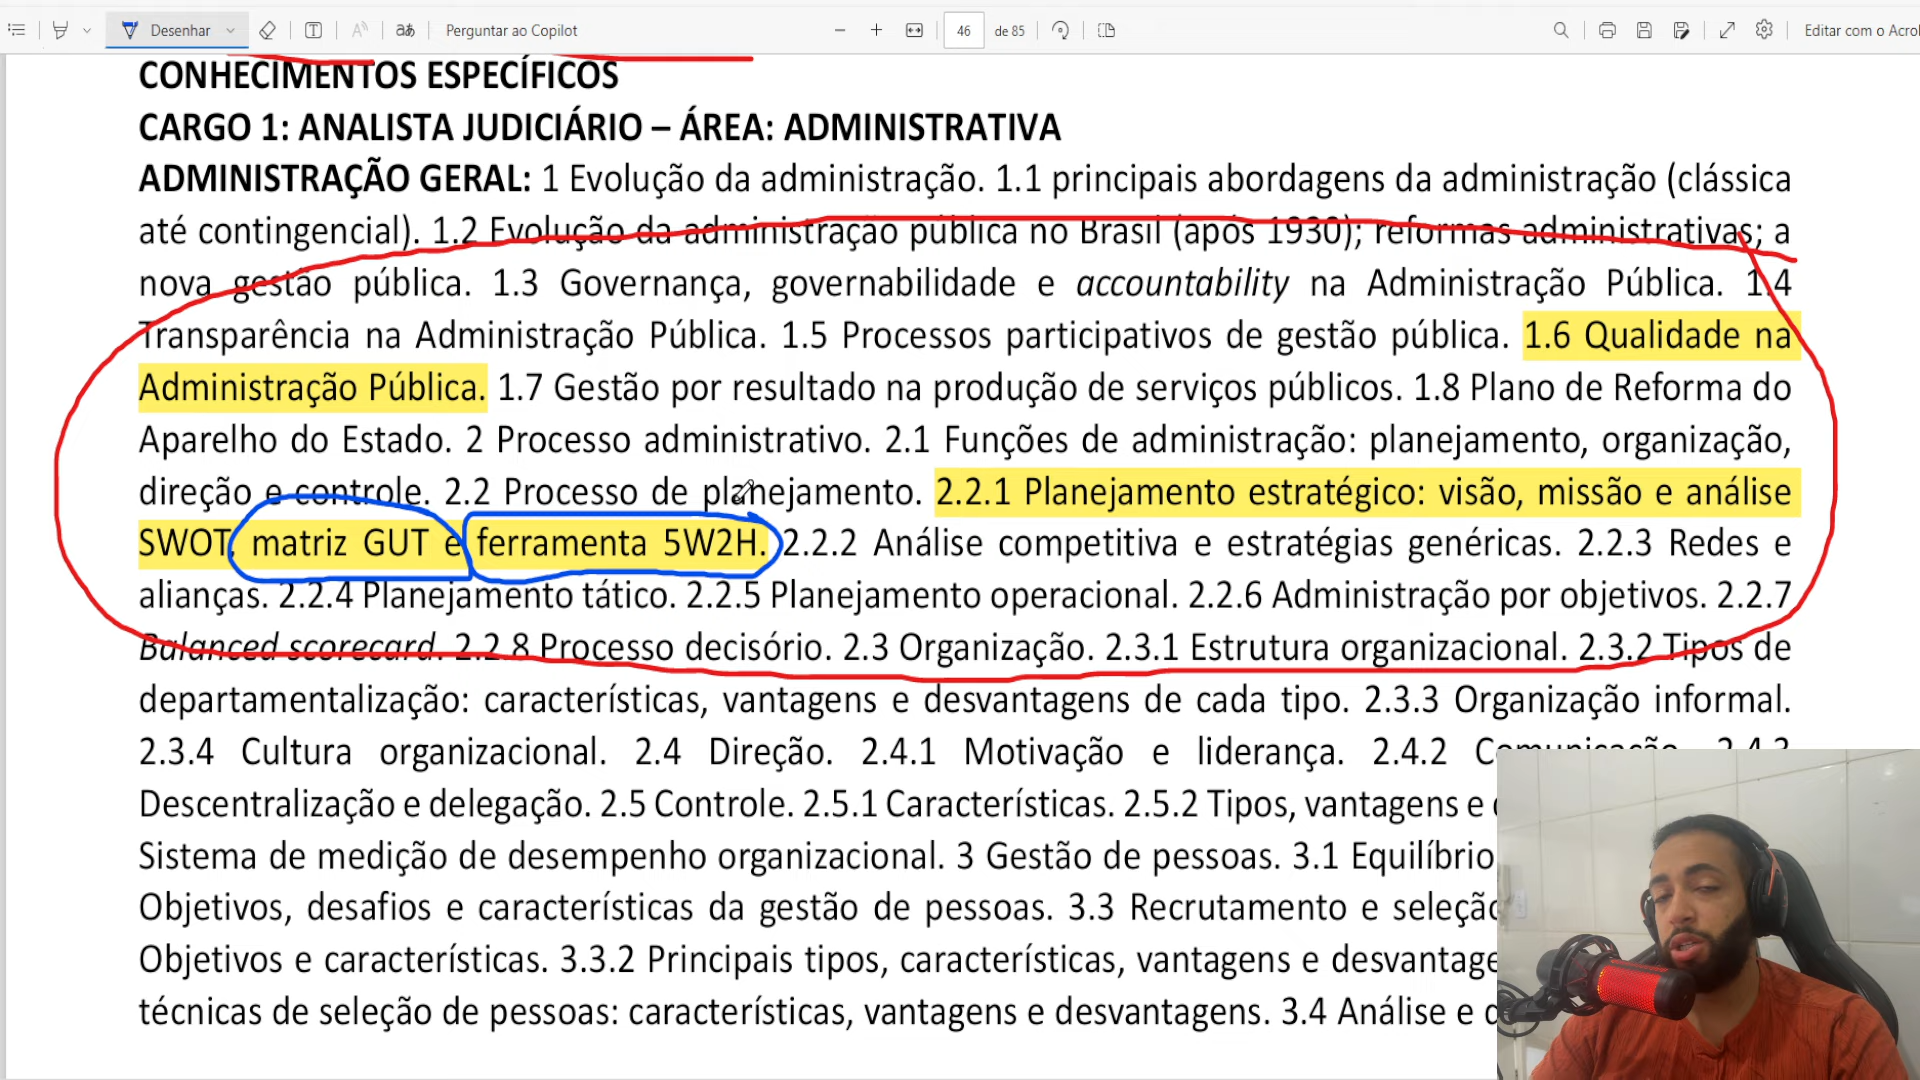 Desenhar
Perguntar ao Copilot
46 de 85
Editar com o Acrol
CONHECIMENTOS ESPECÍFICOS
CARGO 1: ANALISTA JUDICIÁRIO – ÁREA: ADMINISTRATIVA
ADMINISTRAÇÃO GERAL: 1 Evolução da administração. 1.1 principais abordagens da administração (clássica
até contingencial). 1.2 Evolução da administração pública no Brasil (após 1930); reformas administrativas; a
nova gestão pública. 1.3 Governança, governabilidade e accountability na Administração Pública. 1.4
Transparência na Administração Pública. 1.5 Processos participativos de gestão pública. 1.6 Qualidade na
Administração Pública. 1.7 Gestão por resultado na produção de serviços públicos. 1.8 Plano de Reforma do
Aparelho do Estado. 2 Processo administrativo. 2.1 Funções de administração: planejamento, organização,
direção e controle. 2.2 Processo de planejamento. 2.2.1 Planejamento estratégico: visão, missão e análise
SWOT, matriz GUT e ferramenta 5W2H. 2.2.2 Análise competitiva e estratégias genéricas. 2.2.3 Redes e
alianças. 2.2.4 Planejamento tático. 2.2.5 Planejamento operacional. 2.2.6 Administração por objetivos. 2.2.7
Balanced scorecard. 2.2.8 Processo decisório. 2.3 Organização. 2.3.1 Estrutura organizacional. 2.3.2 Tipos de
departamentalização: características, vantagens e desvantagens de cada tipo. 2.3.3 Organização informal.
2.3.4 Cultura organizacional. 2.4 Direção. 2.4.1 Motivação e liderança. 2.4.2 Comunicação. 2.4.3
Descentralização e delegação. 2.5 Controle. 2.5.1 Características. 2.5.2 Tipos, vantagens e
Sistema de medição de desempenho organizacional. 3 Gestão de pessoas. 3.1 Equilíbrio
Objetivos, desafios e características da gestão de pessoas. 3.3 Recrutamento e seleçã
Objetivos e características. 3.3.2 Principais tipos, características, vantagens e desvantage
técnicas de seleção de pessoas: características, vantagens e desvantagens. 3.4 Análise e